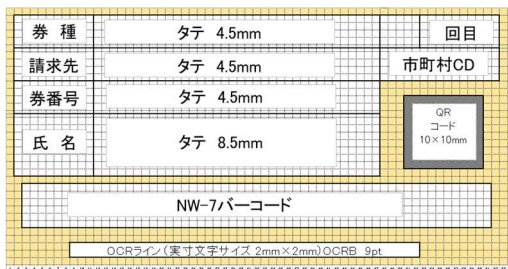 券 種 タテ 4.5mm 回目
請求先 タテ 4.5mm 市町村CD
券番号 タテ 4.5mm
氏 名 タテ 8.5mm
QR
コード
10×10mm
NW-7バーコード
OCRライン(実寸文字サイズ 2mm×2mm)OCRB 9pt